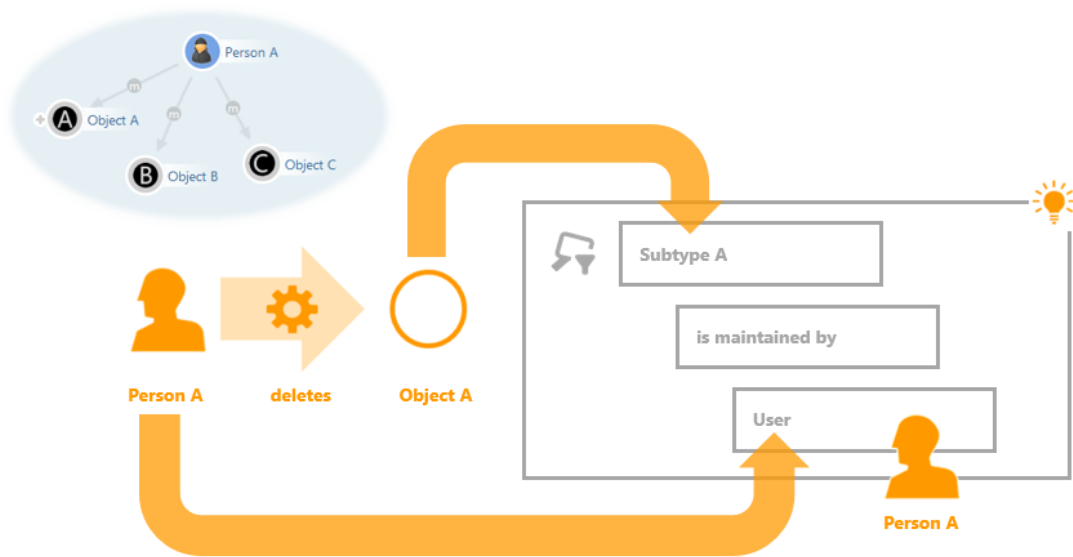 Person A
m
m
m
A
Object A
B
Object B
C
Object C
Subtype A
is maintained by
User
Person A
deletes
Object A
Person A